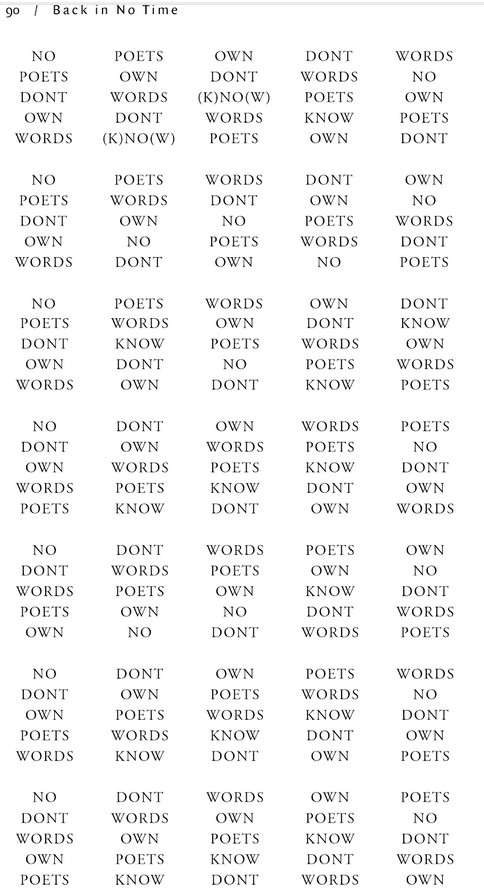 90 / Back in No Time
NO POETS OWN DONT WORDS
POETS OWN DONT WORDS NO
DONT WORDS (K)NO(W) POETS OWN
OWN DONT WORDS KNOW POETS
WORDS (K)NO(W) POETS OWN DONT
NO POETS WORDS DONT OWN
POETS WORDS DONT OWN NO
DONT OWN NO POETS WORDS
OWN NO POETS WORDS DONT
WORDS DONT OWN NO POETS
NO POETS WORDS OWN DONT
POETS WORDS OWN DONT KNOW
DONT KNOW POETS WORDS OWN
OWN DONT NO POETS WORDS
WORDS OWN DONT KNOW POETS
NO DONT OWN WORDS POETS
DONT OWN WORDS POETS NO
OWN WORDS POETS KNOW DONT
WORDS POETS KNOW DONT OWN
POETS KNOW DONT OWN WORDS
NO DONT WORDS POETS OWN
DONT WORDS POETS OWN NO
WORDS POETS OWN KNOW DONT
POETS OWN NO DONT WORDS
OWN NO DONT WORDS POETS
NO DONT OWN POETS WORDS
DONT OWN POETS WORDS NO
OWN POETS WORDS KNOW DONT
POETS WORDS KNOW DONT OWN
WORDS KNOW DONT OWN POETS
NO DONT WORDS OWN POETS
DONT WORDS OWN POETS NO
WORDS OWN POETS KNOW DONT
OWN POETS KNOW DONT WORDS
POETS KNOW DONT WORDS OWN